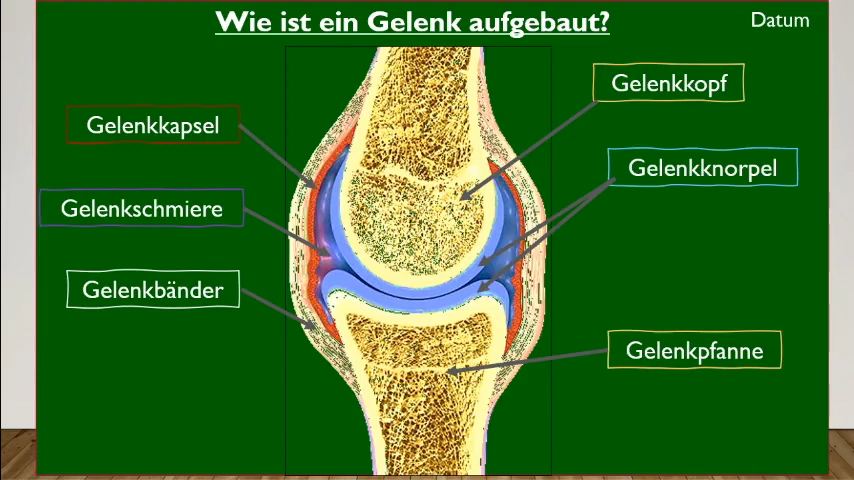 Wie ist ein Gelenk aufgebaut?
Datum
Gelenkkopf
Gelenkkapsel
Gelenkknorpel
Gelenkschmiere
Gelenkbänder
Gelenkpfanne